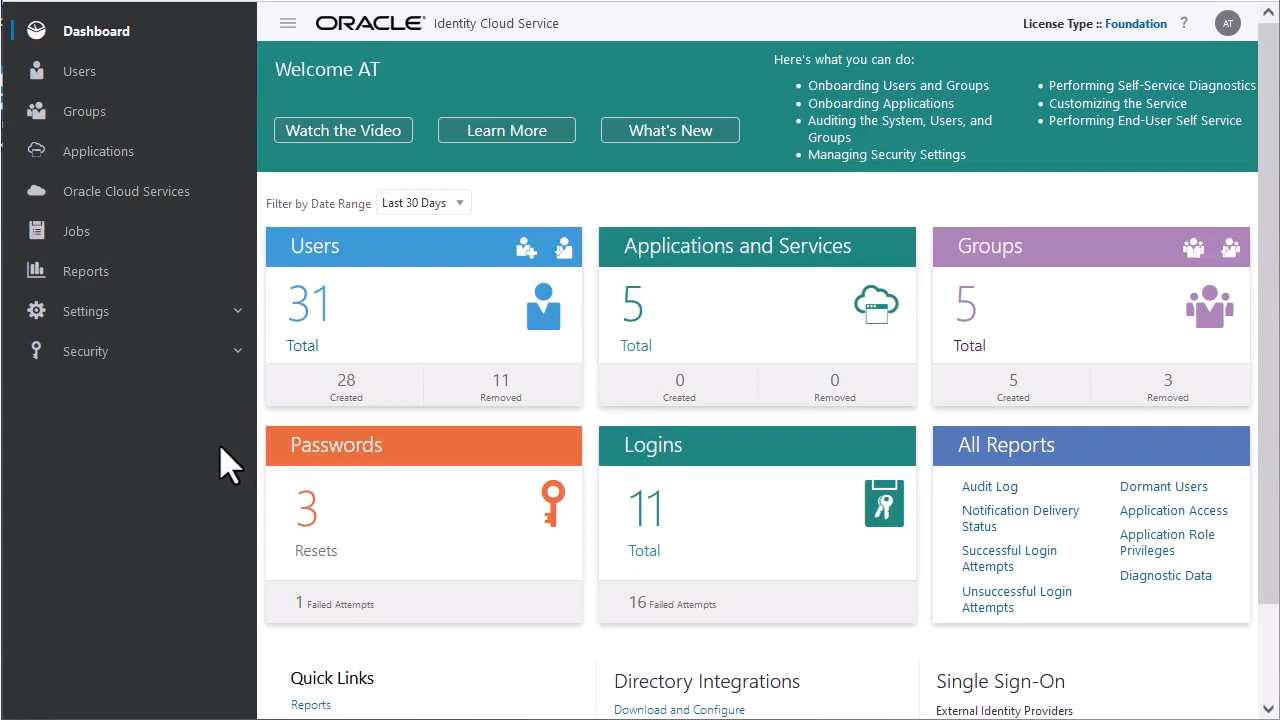 Dashboard
Users
Groups
Applications
Oracle Cloud Services
Jobs
Reports
Settings
Security
ORACLE® Identity Cloud Service
License Type :: Foundation ? AT
Welcome AT
Watch the Video
Learn More
What's New
Here's what you can do:
• Onboarding Users and Groups
• Onboarding Applications
• Auditing the System, Users, and
Groups
• Managing Security Settings
• Performing Self-Service Diagnostics
• Customizing the Service
• Performing End-User Self Service
Filter by Date Range Last 30 Days
Users
31
Total
28
Created
11
Removed
Applications and Services
5
Total
0
Created
0
Removed
Groups
5
Total
5
Created
3
Removed
Passwords
3
Resets
1 Failed Attempts
Logins
11
Total
16 Failed Attempts
All Reports
Audit Log
Notification Delivery
Status
Successful Login
Attempts
Unsuccessful Login
Attempts
Dormant Users
Application Access
Application Role
Privileges
Diagnostic Data
Quick Links
Reports
Directory Integrations
Download and Configure
Single Sign-On
External Identity Providers